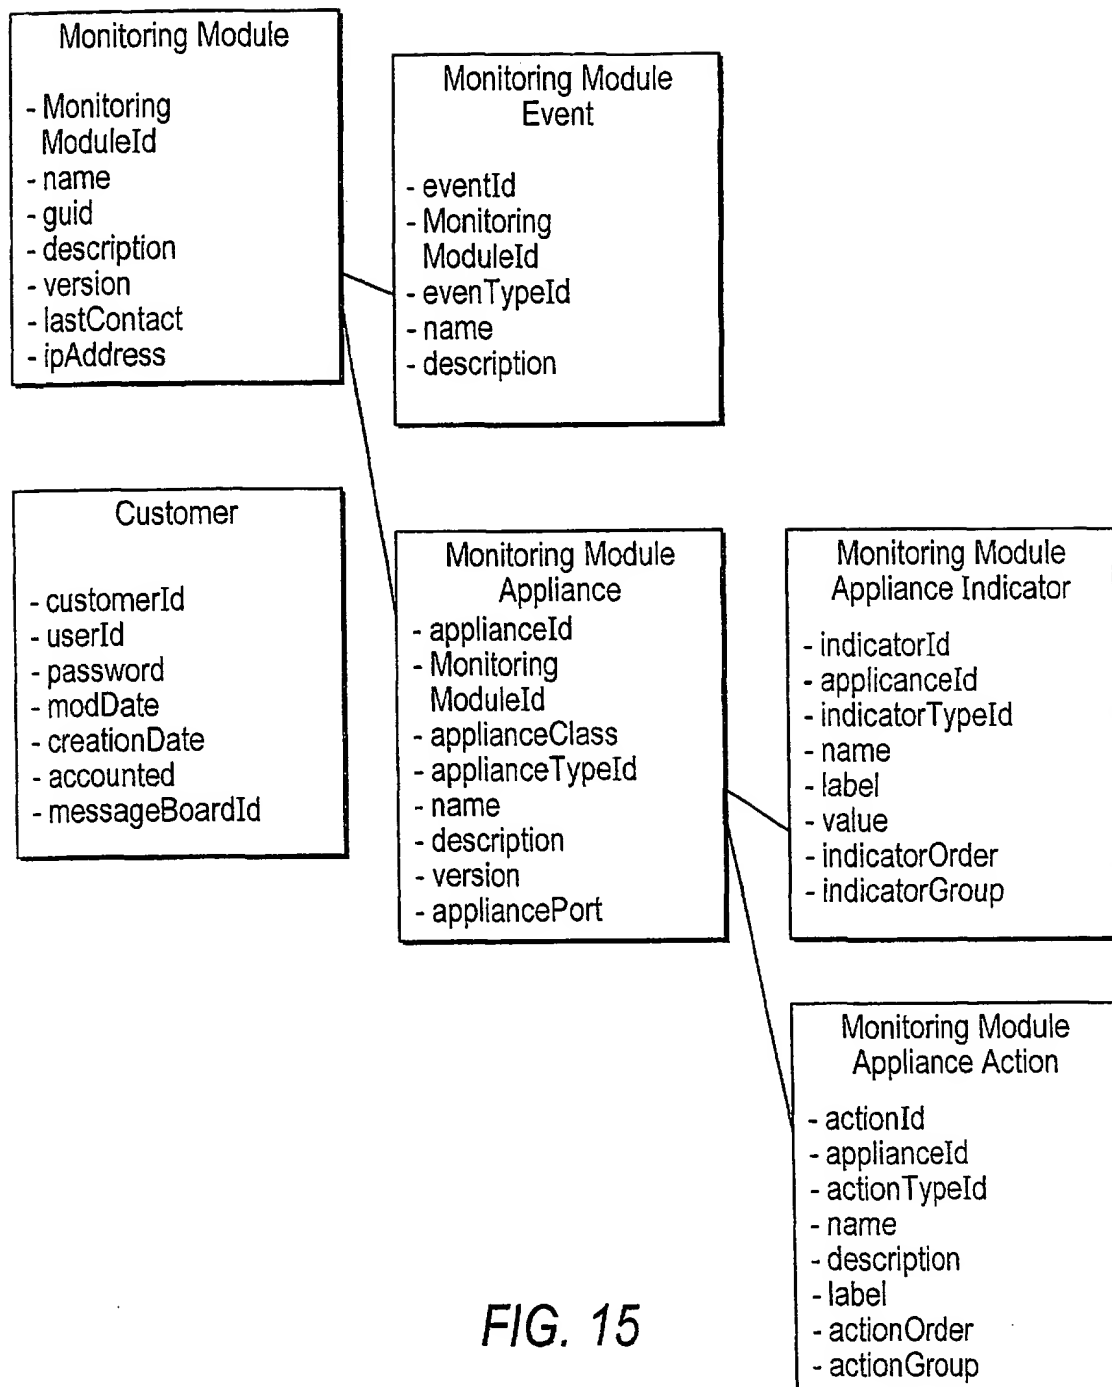 Monitoring Module
- Monitoring
ModuleId
- name
- guid
- description
- version
- lastContact
- ipAddress
Monitoring Module
Event
- eventId
- Monitoring
ModuleId
- evenTypeId
- name
- description
Customer
- customerId
- userId
- password
- modDate
- creationDate
- accounted
- messageBoardId
Monitoring Module
Appliance
- applianceId
- Monitoring
ModuleId
- applianceClass
- applianceTypeId
- name
- description
- version
- appliancePort
Monitoring Module
Appliance Indicator
- indicatorId
- applicanceId
- indicatorTypeId
- name
- label
- value
- indicatorOrder
- indicatorGroup
Monitoring Module
Appliance Action
- actionId
- applianceId
- actionTypeId
- name
- description
- label
- actionOrder
- actionGroup
FIG. 15